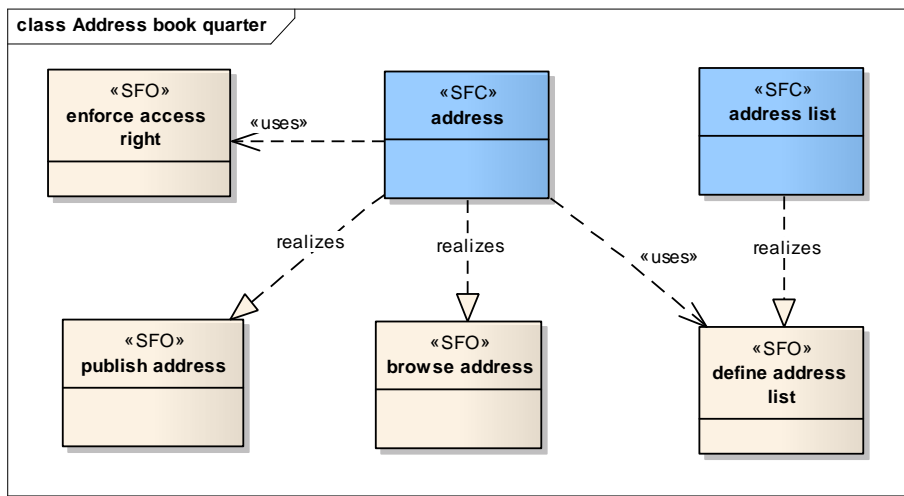 class Address book quarter
«SFO»
enforce access
right
«uses»
«SFC»
address
«SFC»
address list
realizes
realizes
«uses»
realizes
«SFO»
publish address
«SFO»
browse address
«SFO»
define address
list